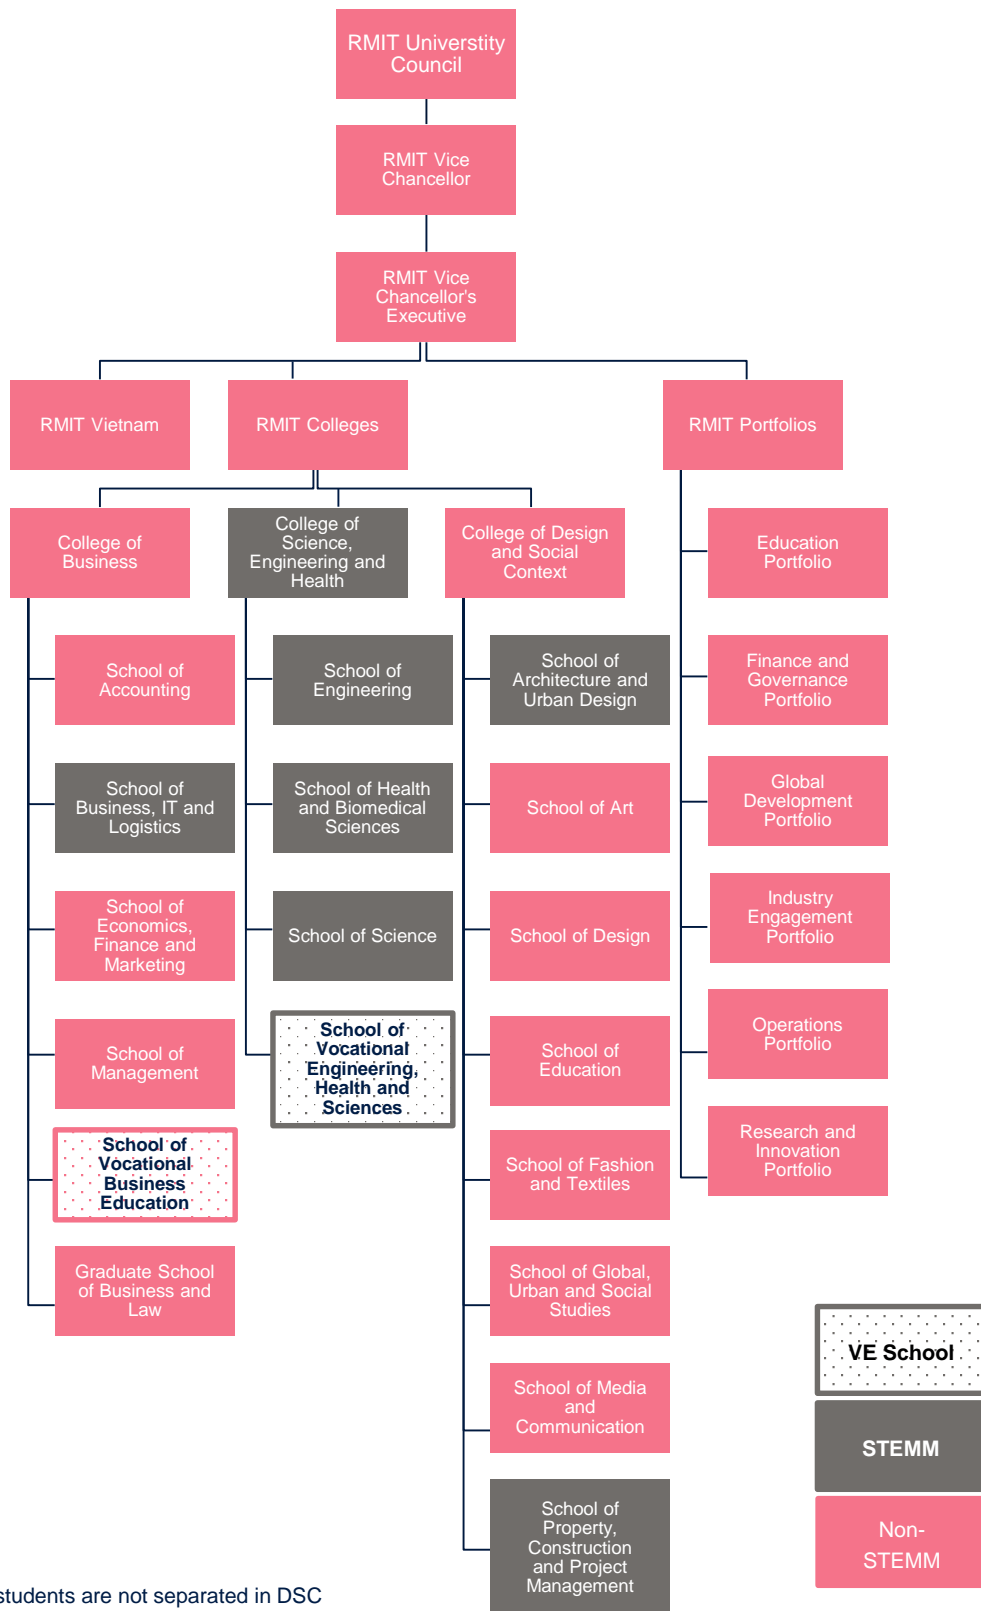 RMIT Universtity
Council
RMIT Vice
Chancellor
RMIT Vice
Chancellor's
Executive
RMIT Vietnam
RMIT Colleges
RMIT Portfolios
College of
Business
College of
Science,
Engineering and
Health
College of Design
and Social
Context
School of
Accounting
School of
Business, IT and
Logistics
School of
Economics,
Finance and
Marketing
School of
Management
School of
Vocational
Business
Education
Graduate School
of Business and
Law
School of
Engineering
School of Health
and Biomedical
Sciences
School of Science
School of
Vocational
Engineering,
Health and
Sciences
School of
Architecture and
Urban Design
School of Art
School of Design
School of
Education
School of Fashion
and Textiles
School of Global,
Urban and Social
Studies
School of Media
and
Communication
School of
Property,
Construction
and Project
Management
Education
Portfolio
Finance and
Governance
Portfolio
Global
Development
Portfolio
Industry
Engagement
Portfolio
Operations
Portfolio
Research and
Innovation
Portfolio
VE School
STEMM
Non-
STEMM
students are not separated in DSC